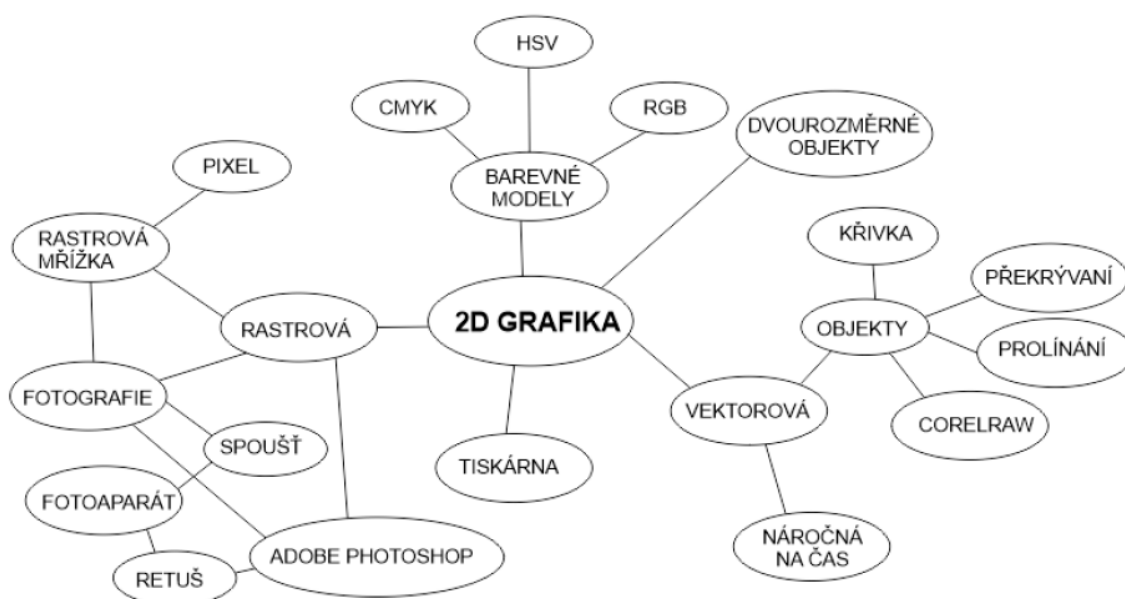 HSV
CMYK
RGB
DVOUROZMĚRNÉ
OBJEKTY
PIXEL
BAREVNÉ
MODELY
RASTROVÁ
MŘÍŽKA
KŘIVKA
PŘEKRÝVANÍ
RASTROVÁ
2D GRAFIKA
OBJEKTY
PROLÍNÁNÍ
FOTOGRAFIE
VEKTOROVÁ
CORELRAW
SPOUŠŤ
TISKÁRNA
FOTOAPARÁT
NÁROČNÁ
NA ČAS
ADOBE PHOTOSHOP
RETUŠ